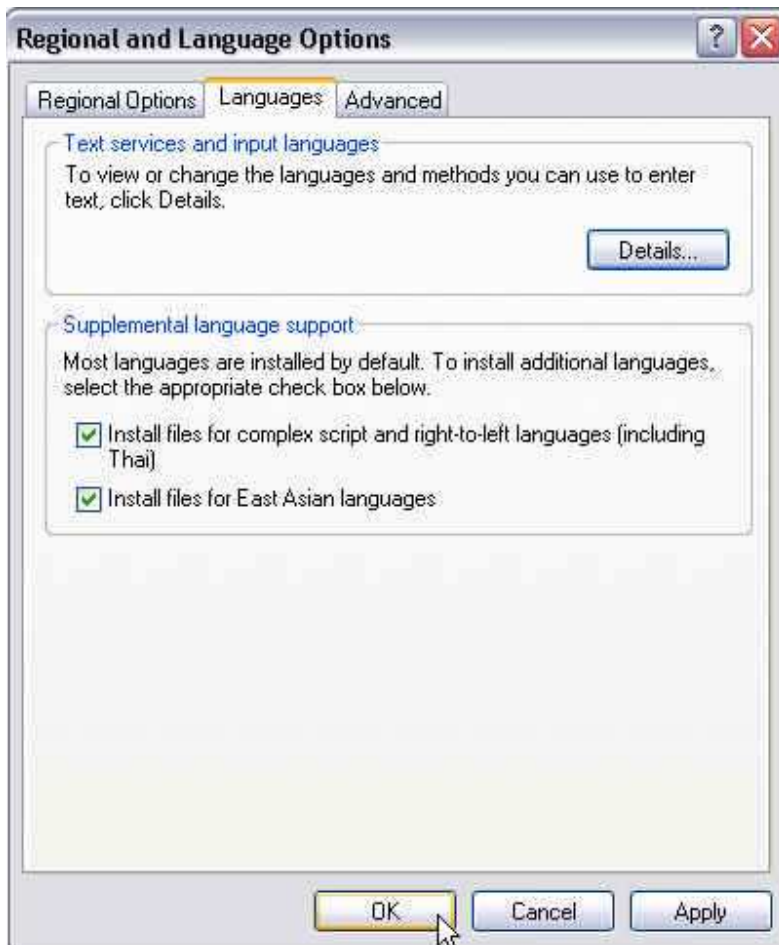 Regional and Language Options
Regional Options Languages Advanced
Text services and input languages
To view or change the languages and methods you can use to enter
text, click Details.
Details...
Supplemental language support
Most languages are installed by default. To install additional languages,
select the appropriate check box below.
Install files for complex script and right-to-left languages (including
Thai)
Install files for East Asian languages
OK Cancel Apply